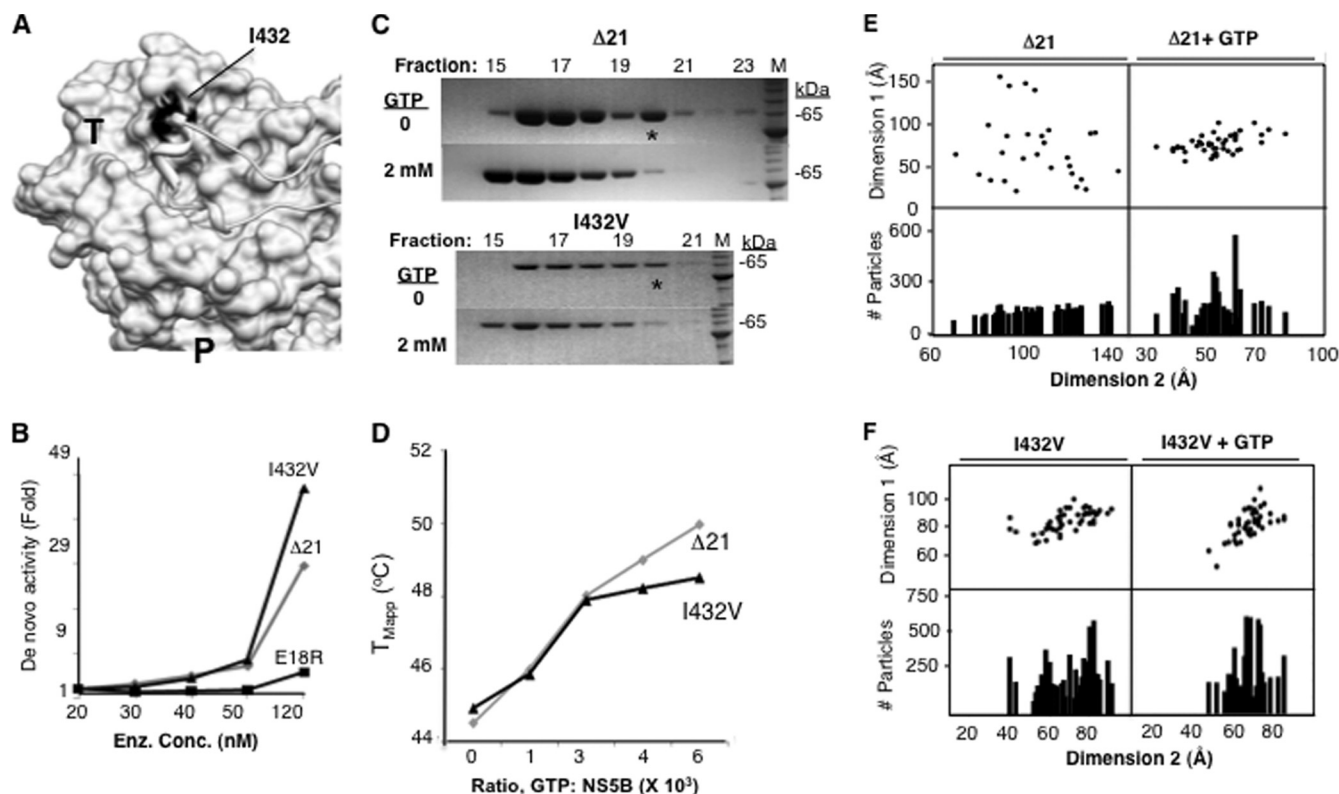 A
I432
T
P
B
49
29
9
1
De novo activity (Fold)
I432V
Δ21
E18R
20 30 40 50 120
Enz. Conc. (nM)
C
Δ21
Fraction: 15 17 19 21 23 M
kDa
GTP
0
-65
*
2 mM
-65
I432V
Fraction: 15 17 19 21 M
kDa
GTP
0
-65
*
2 mM
-65
D
52
50
48
46
44
T Mapp (oC)
Δ21
I432V
0 1 3 4 6
Ratio, GTP: NS5B (X 10³)
E
Δ21
Δ21+ GTP
Dimension 1 (Å)
150
100
50
0
# Particles
600
300
0
60 100 140 30 50 70 100
Dimension 2 (Å)
F
I432V
I432V + GTP
Dimension 1 (Å)
100
80
60
# Particles
750
500
250
20 40 60 80 20 40 60 80
Dimension 2 (Å)